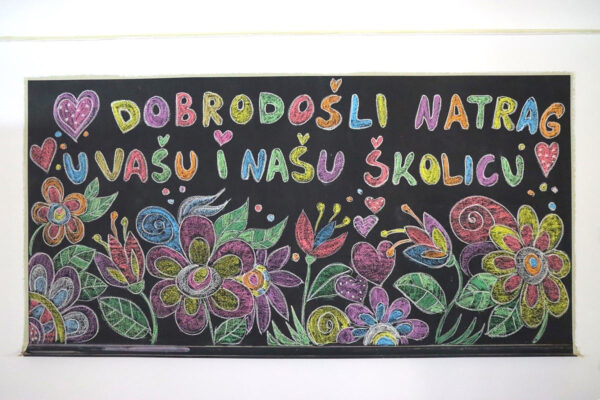 DOBRODOŠLI NATRAG
U VAŠU I NAŠU ŠKOLICU